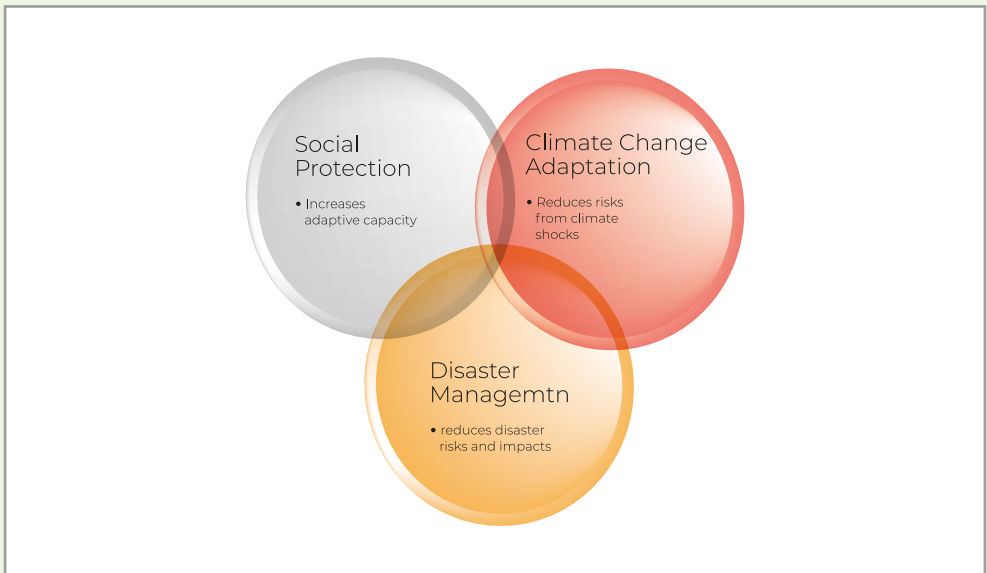 Social
Protection
• Increases
adaptive capacity
Climate Change
Adaptation
• Reduces risks
from climate
shocks
Disaster
Managemtn
• reduces disaster
risks and impacts